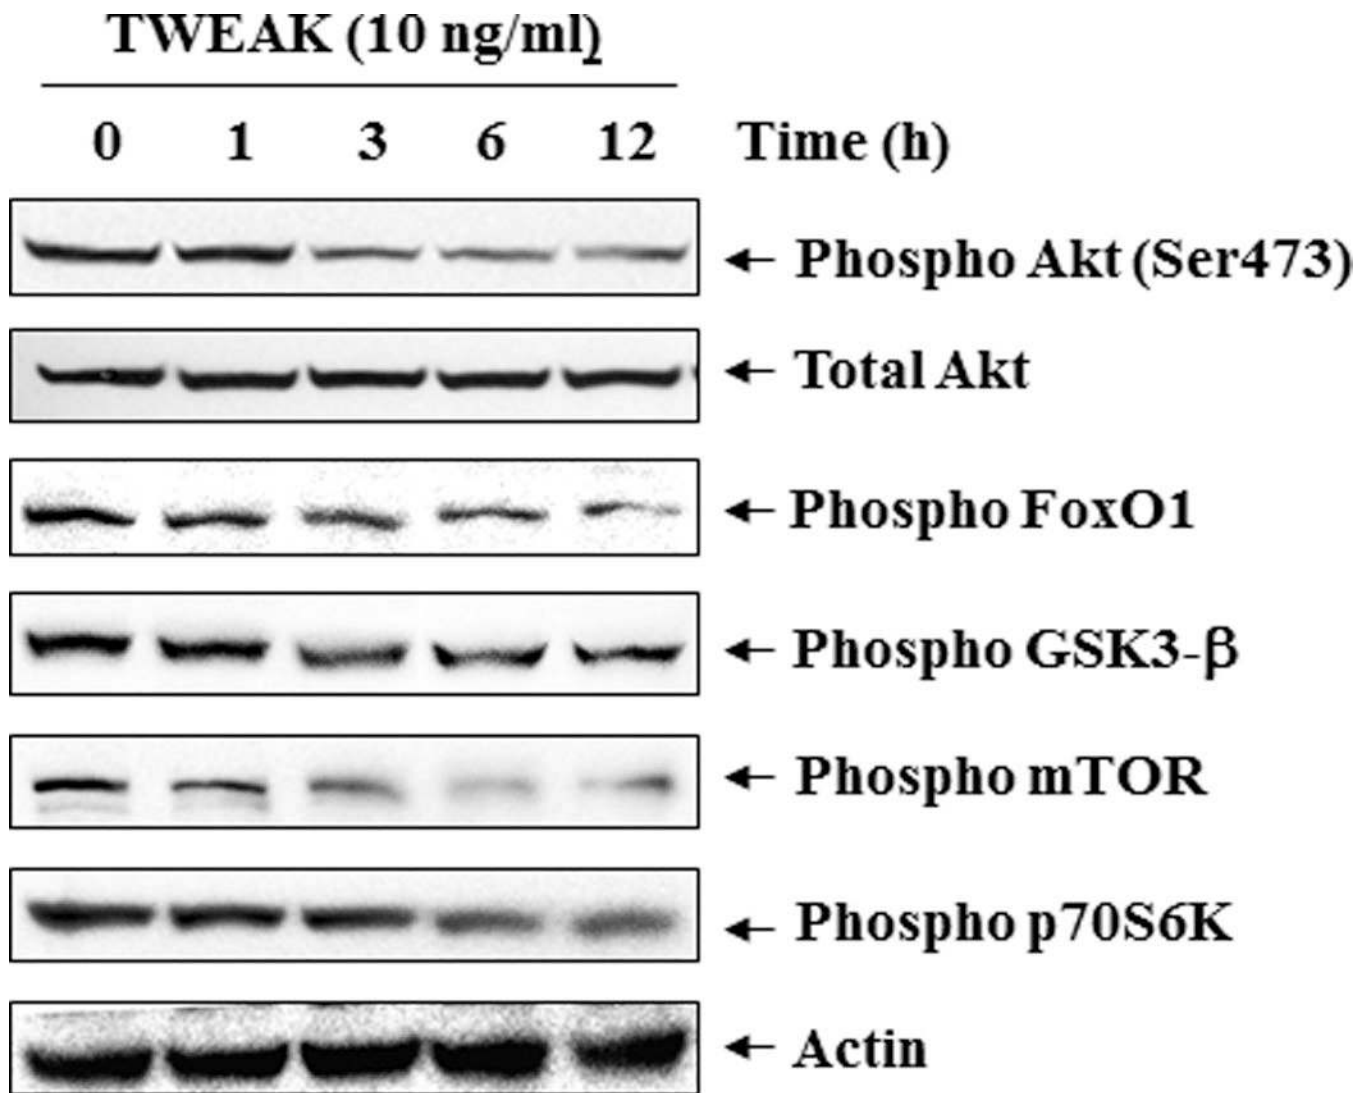 TWEAK (10 ng/ml)
0 1 3 6 12 Time (h)
Phospho Akt (Ser473)
Total Akt
Phospho FoxO1
Phospho GSK3-β
Phospho mTOR
Phospho p70S6K
Actin